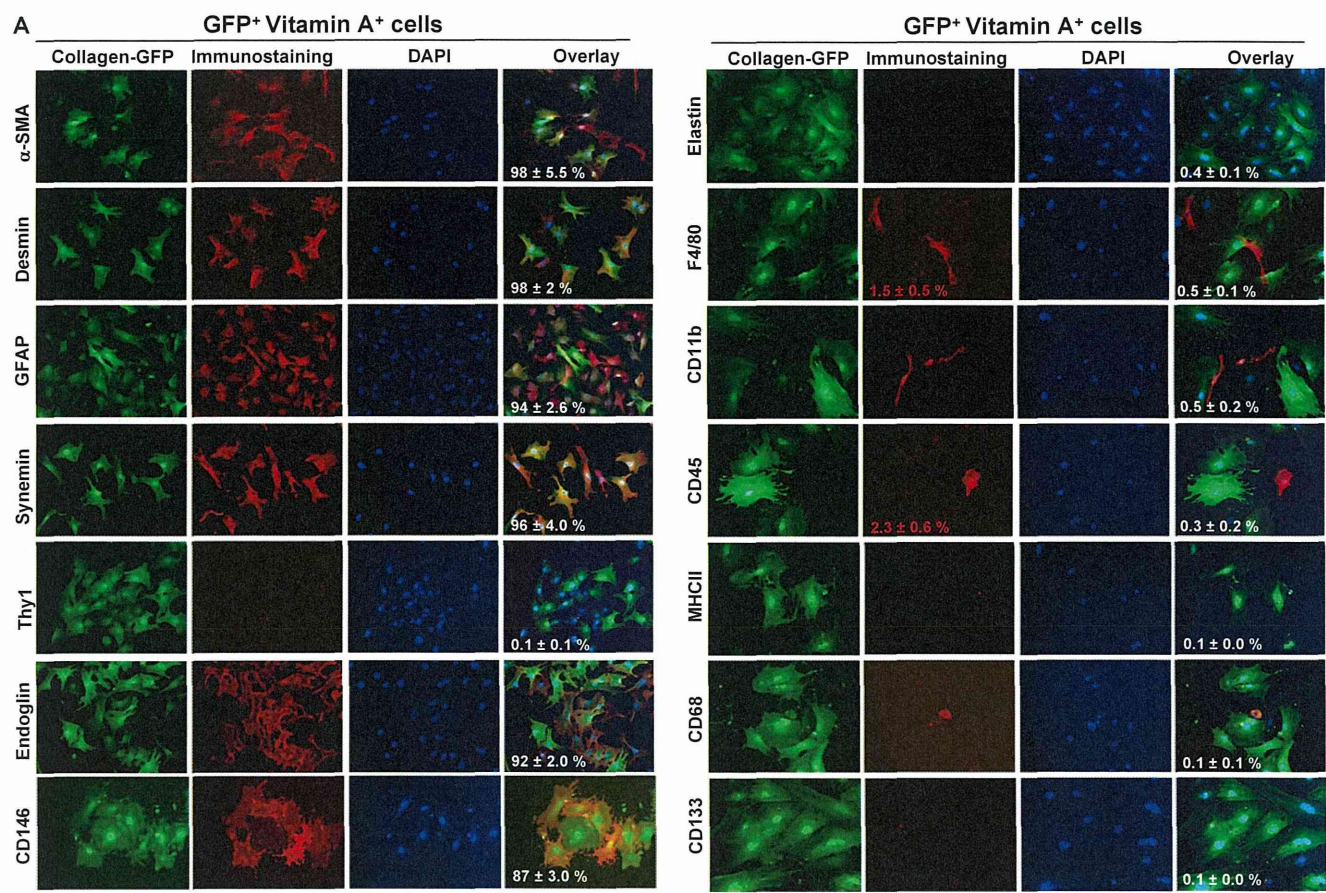 A
GFP+ Vitamin A+ cells
Collagen-GFP Immunostaining DAPI Overlay
α-SMA
98 ± 5.5 %
Desmin
98 ± 2 %
GFAP
94 ± 2.6 %
Synemin
96 ± 4.0 %
Thy1
0.1 ± 0.1 %
Endoglin
92 ± 2.0 %
CD146
87 ± 3.0 %
GFP+ Vitamin A+ cells
Collagen-GFP Immunostaining DAPI Overlay
Elastin
0.4 ± 0.1 %
F4/80
1.5 ± 0.5 %
0.5 ± 0.1 %
CD11b
0.5 ± 0.2 %
CD45
2.3 ± 0.6 %
0.3 ± 0.2 %
MHCII
0.1 ± 0.0 %
CD68
0.1 ± 0.1 %
CD133
0.1 ± 0.0 %